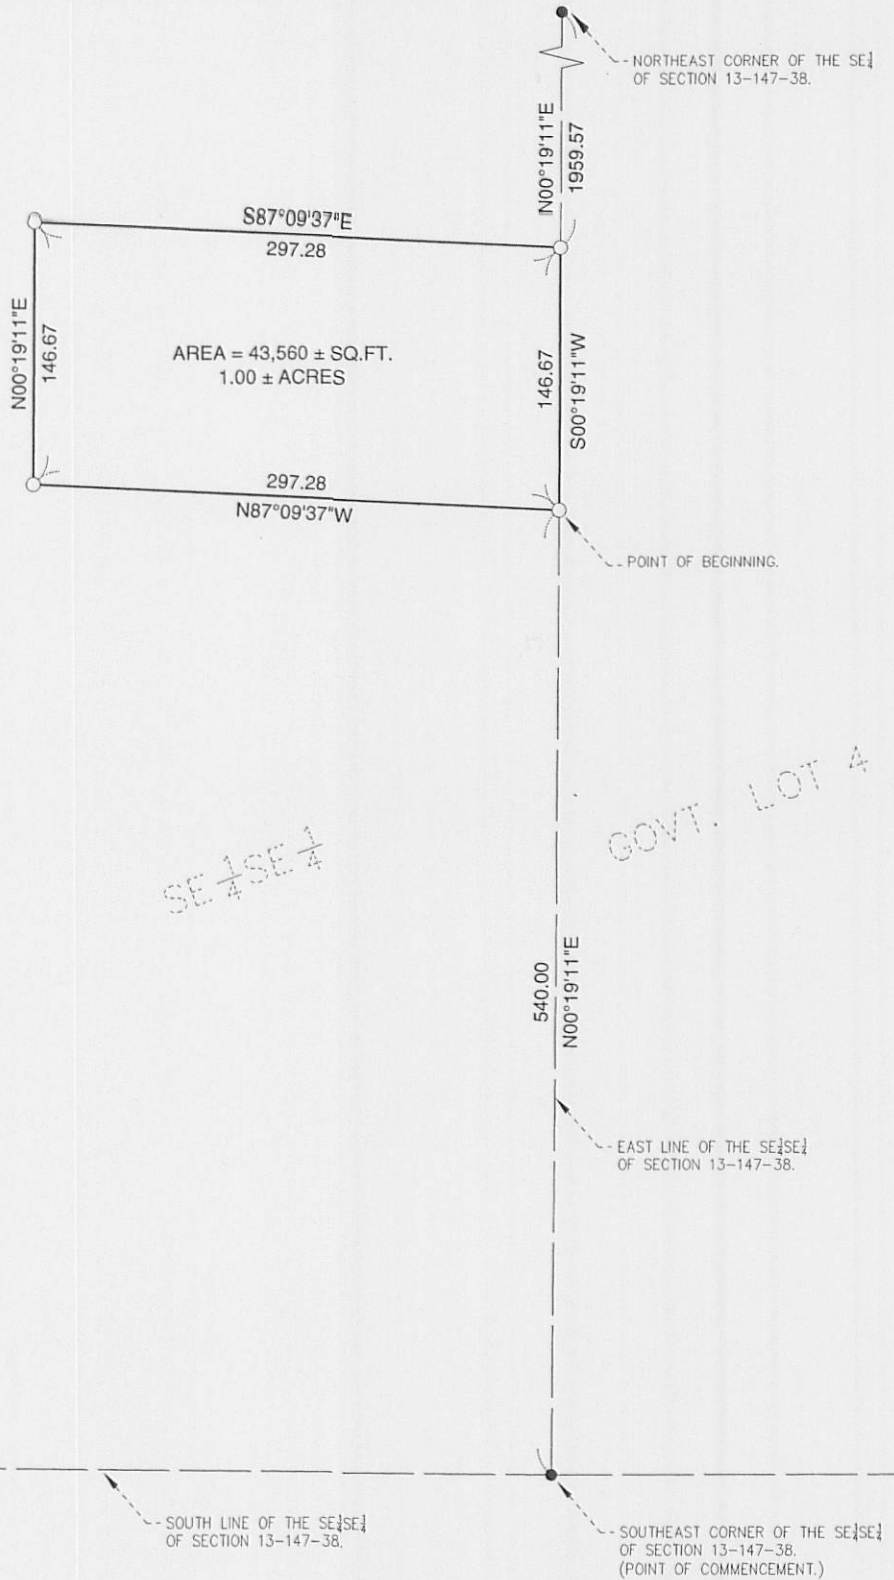 NORTHEAST CORNER OF THE SE¼
OF SECTION 13-147-38.
N00°19'11"E
1959.57
S87°09'37"E
297.28
N00°19'11"E
146.67
AREA = 43,560 ± SQ.FT.
1.00 ± ACRES
146.67
S00°19'11"W
297.28
N87°09'37"W
POINT OF BEGINNING.
GOVT. LOT 4
SE¼SE¼
540.00
N00°19'11"E
EAST LINE OF THE SE¼SE¼
OF SECTION 13-147-38.
SOUTH LINE OF THE SE¼SE¼
OF SECTION 13-147-38.
SOUTHEAST CORNER OF THE SE¼SE¼
OF SECTION 13-147-38.
(POINT OF COMMENCEMENT.)